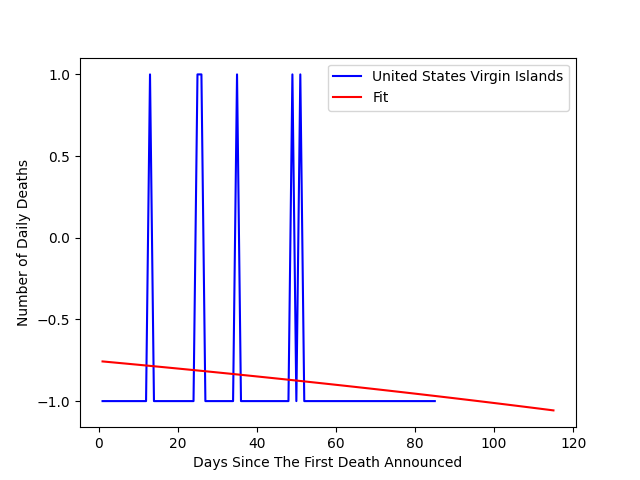 United States Virgin Islands
Fit
Number of Daily Deaths
1.0
0.5
0.0
−0.5
−1.0
0 20 40 60 80 100 120
Days Since The First Death Announced